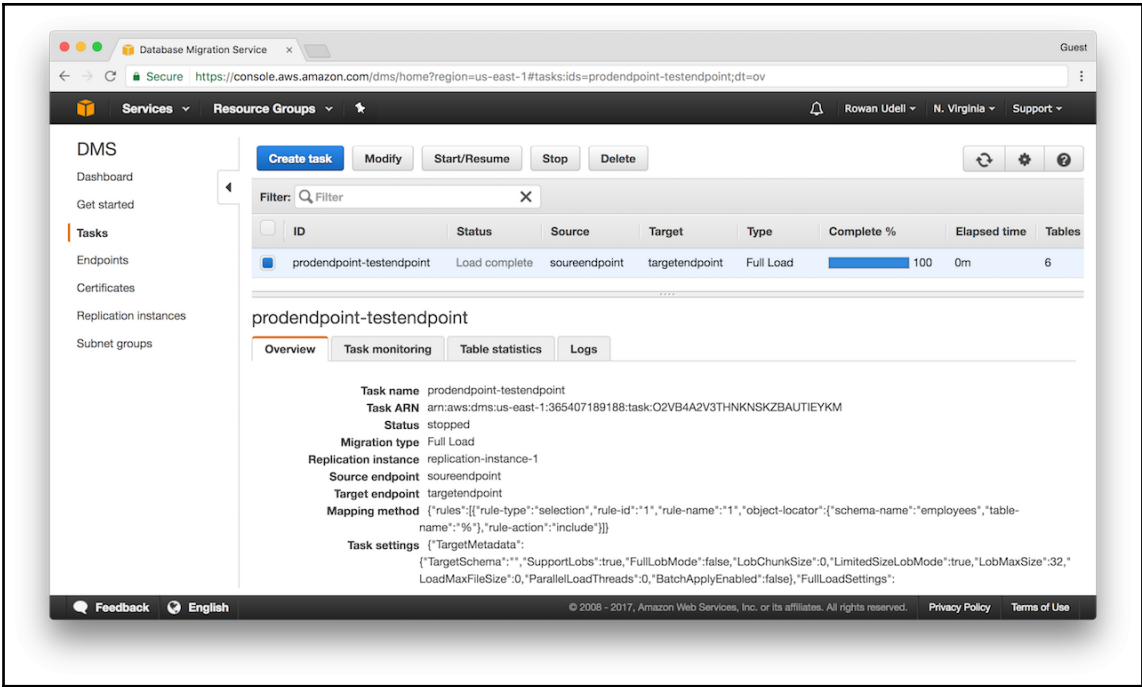 Database Migration Service ×
Guest
Secure https://console.aws.amazon.com/dms/home?region=us-east-1#tasks:ids=prodendpoint-testendpoint;dt=ov
Services Resource Groups Rowan Udell N. Virginia Support
DMS
Dashboard
Get started
Tasks
Endpoints
Certificates
Replication instances
Subnet groups
Create task Modify Start/Resume Stop Delete
Filter: Filter
ID Status Source Target Type Complete % Elapsed time Tables
prodendpoint-testendpoint Load complete soureendpoint targetendpoint Full Load 100 0m 6
prodendpoint-testendpoint
Overview Task monitoring Table statistics Logs
Task name prodendpoint-testendpoint
Task ARN arn:aws:dms:us-east-1:365407189188:task:O2VB4A2V3THNKNSKZBAUTIEYKM
Status stopped
Migration type Full Load
Replication instance replication-instance-1
Source endpoint soureendpoint
Target endpoint targetendpoint
Mapping method {"rules":[{"rule-type":"selection","rule-id":"1","rule-name":"1","object-locator":{"schema-name":"employees","table-
name":"%"},"rule-action":"include"}]}
Task settings {"TargetMetadata":
{"TargetSchema":"","SupportLobs":true,"FullLobMode":false,"LobChunkSize":0,"LimitedSizeLobMode":true,"LobMaxSize":32,"
LoadMaxFileSize":0,"ParallelLoadThreads":0,"BatchApplyEnabled":false},"FullLoadSettings":
Feedback English © 2008 - 2017, Amazon Web Services, Inc. or its affiliates. All rights reserved. Privacy Policy Terms of Use